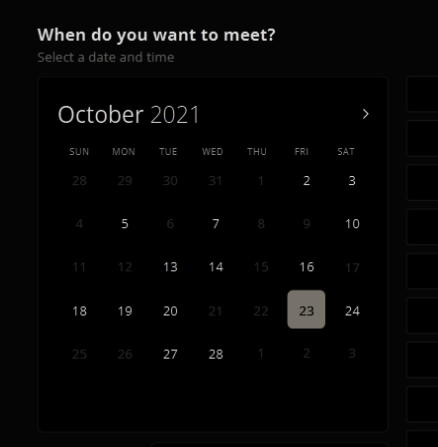 When do you want to meet?
Select a date and time
October 2021
SUN MON TUE WED THU FRI SAT
28 29 30 31 1 2 3
4 5 6 7 8 9 10
11 12 13 14 15 16 17
18 19 20 21 22 23 24
25 26 27 28 1 2 3